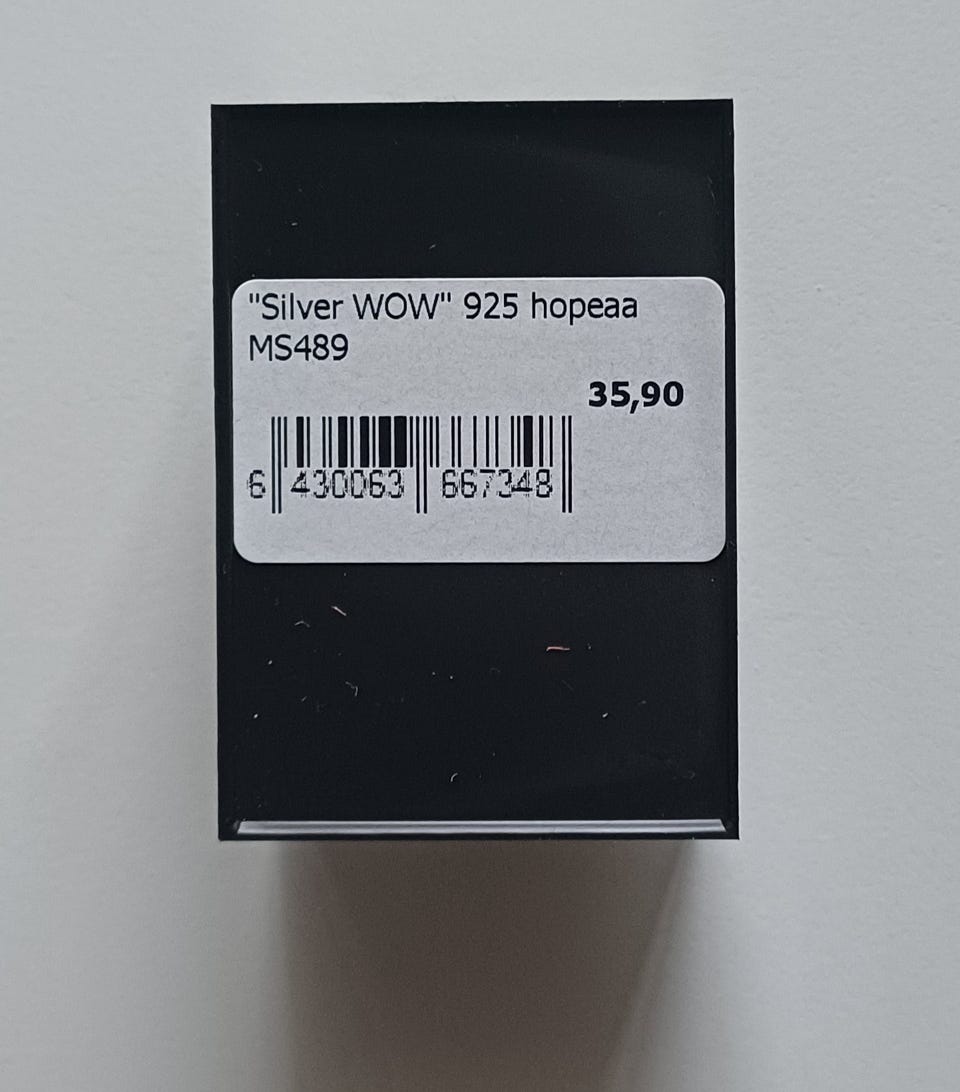 "Silver WOW" 925 hopeaa
MS489
35,90
6 430063 667348